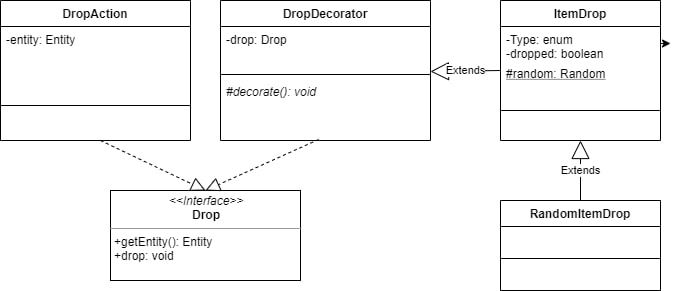 DropAction
-entity: Entity
DropDecorator
-drop: Drop
#decorate(): void
ItemDrop
-Type: enum
-dropped: boolean
#random: Random
Extends
Extends
<<Interface>>
Drop
+getEntity(): Entity
+drop: void
RandomItemDrop